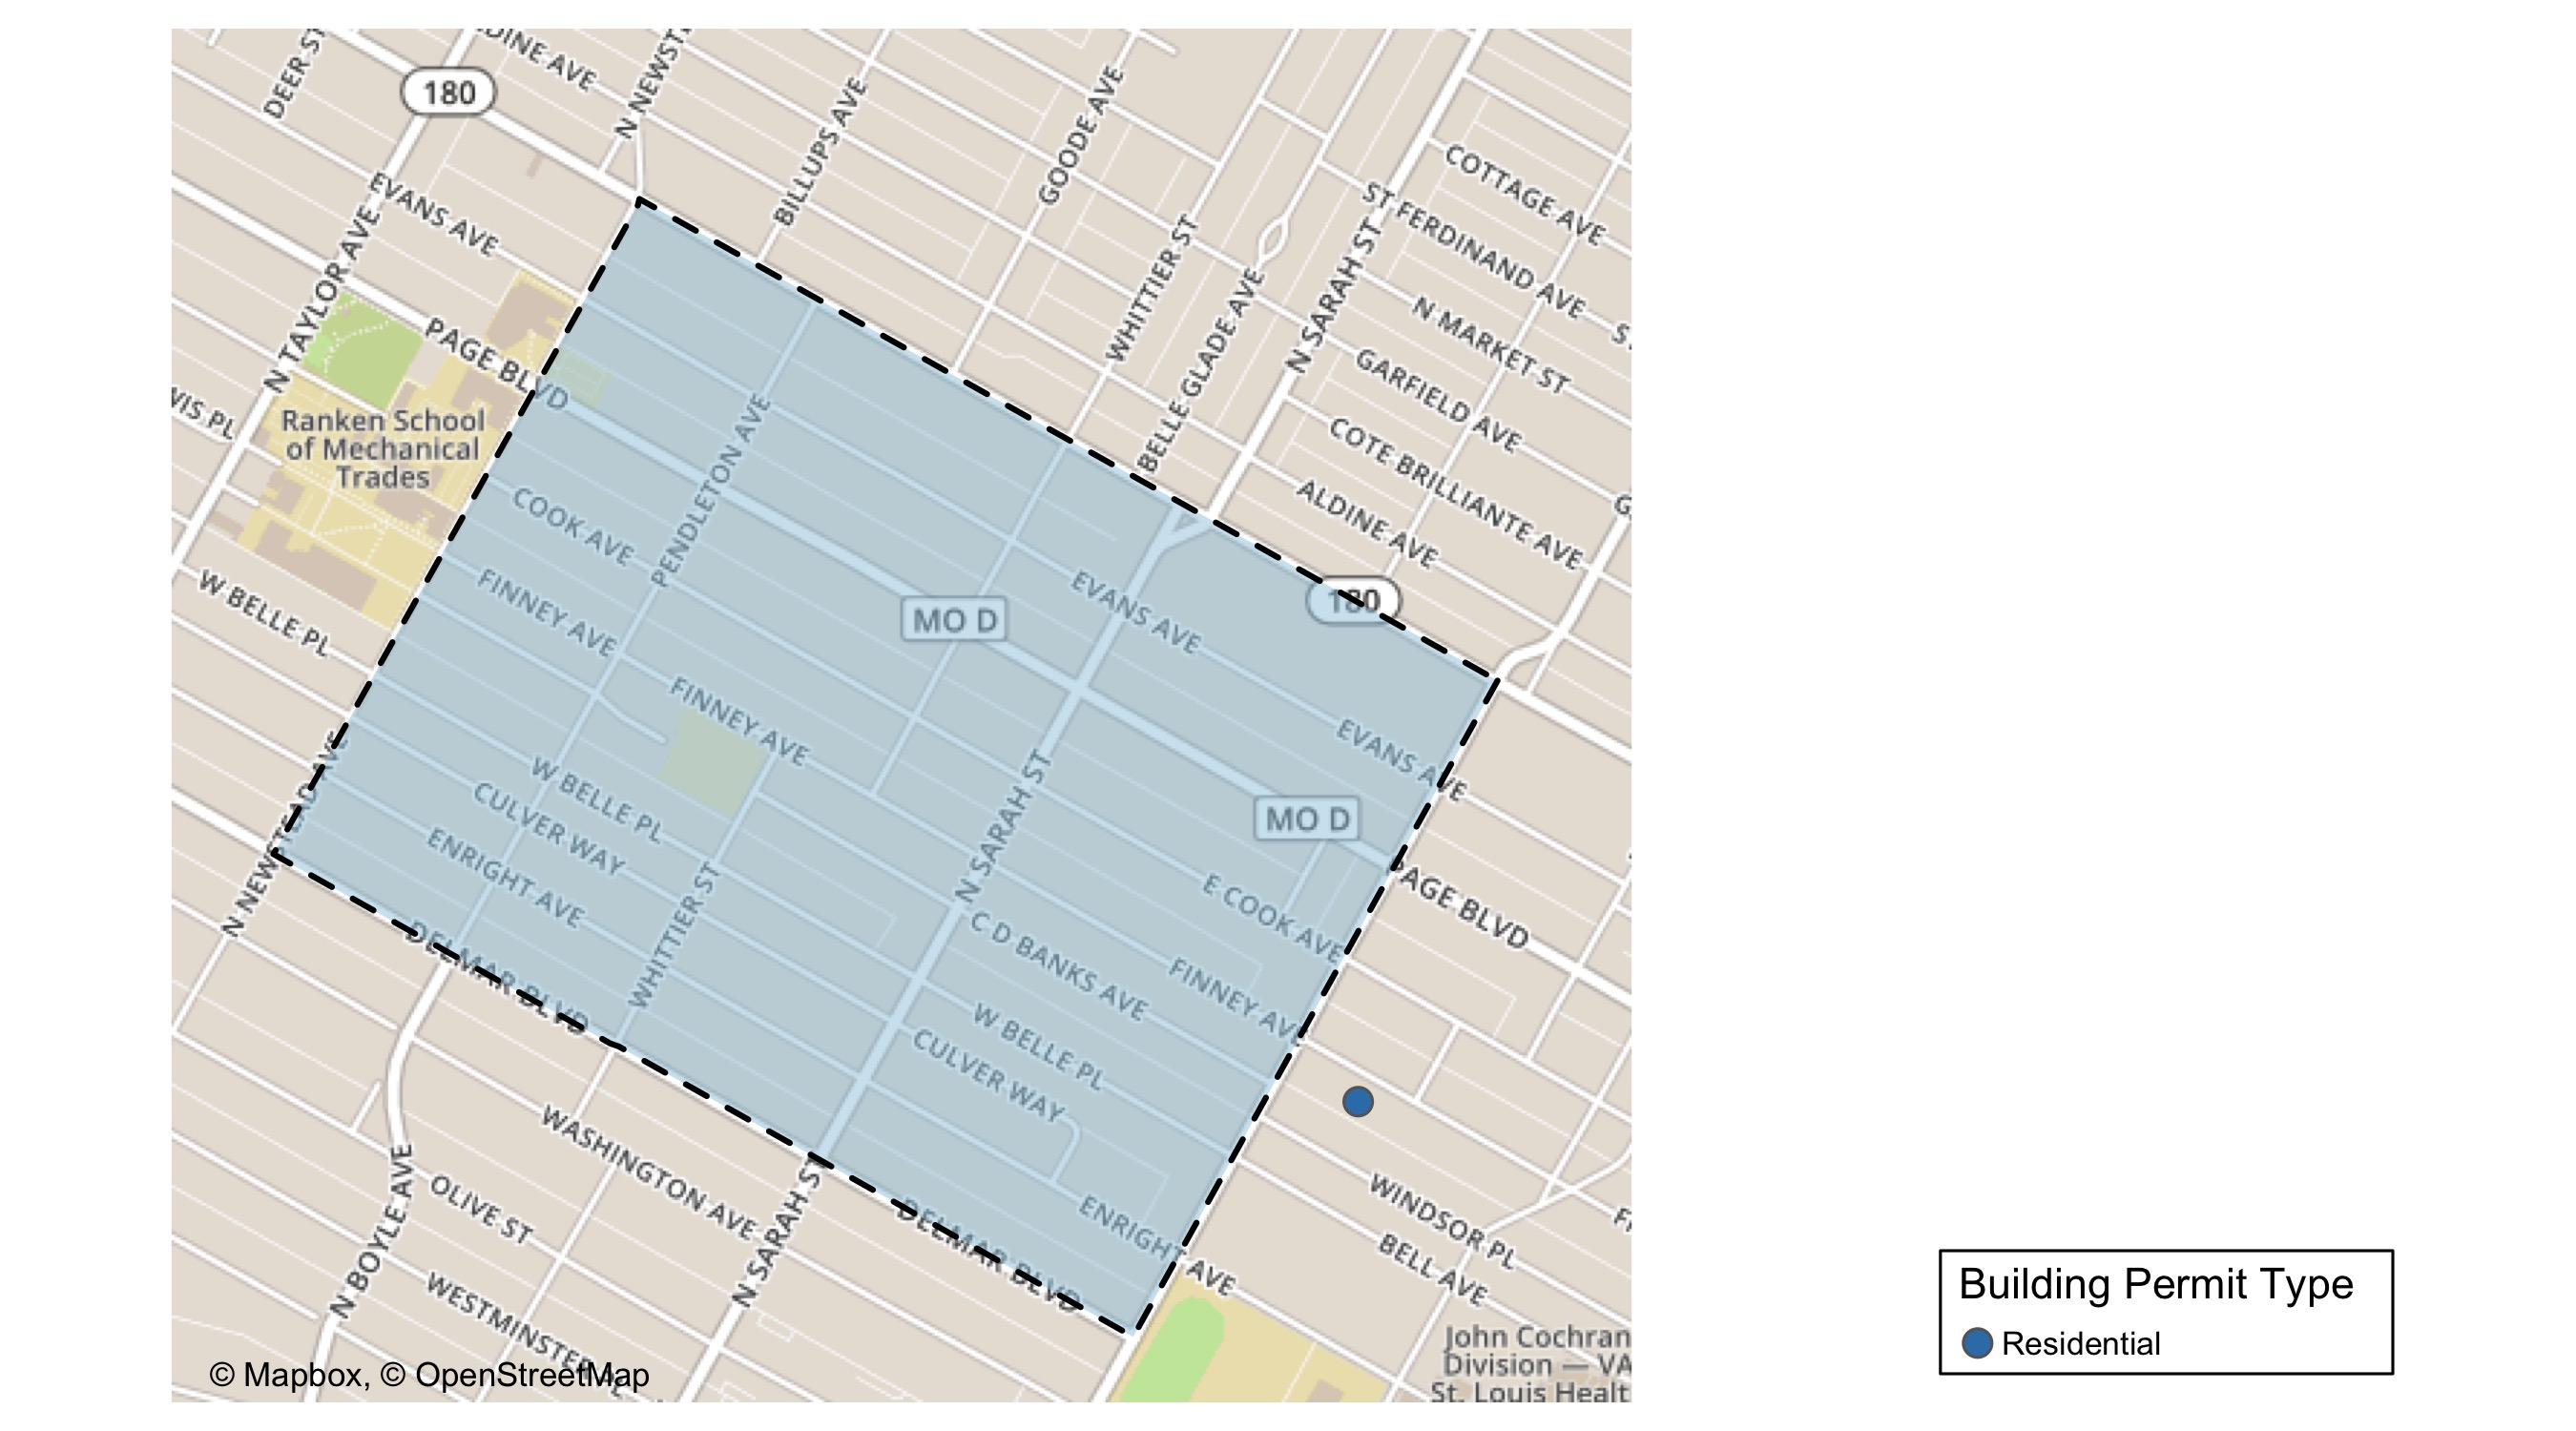 DEER ST
DINE AVE
N NEWST
180
BILLUPS AVE
GOODE AVE
COTTAGE AVE
EVANS AVE
ST FERDINAND AVE
WHITTIER ST
BELLE GLADE AVE
N SARAH ST
N MARKET ST
N TAYLOR AVE
PAGE BLVD
GARFIELD AVE
VIS PL
Ranken School
of Mechanical
Trades
PENDLETON AVE
COTE BRILLIANTE AVE
COOK AVE
ALDINE AVE
W BELLE PL
FINNEY AVE
MO D
EVANS AVE
180
FINNEY AVE
EVANS AVE
N NEWSTEAD AVE
W BELLE PL
N SARAH ST
MO D
CULVER WAY
ENRIGHT AVE
WHITTIER ST
E COOK AVE
PAGE BLVD
DELMAR BLVD
C D BANKS AVE
FINNEY AVE
W BELLE PL
CULVER WAY
WASHINGTON AVE
N BOYLE AVE
OLIVE ST
N SARAH ST
DELMAR BLVD
ENRIGHT AVE
WINDSOR PL
BELL AVE
WESTMINSTER PL
John Cochran
Division — VA
St. Louis Healt
© Mapbox, © OpenStreetMap
Building Permit Type
Residential